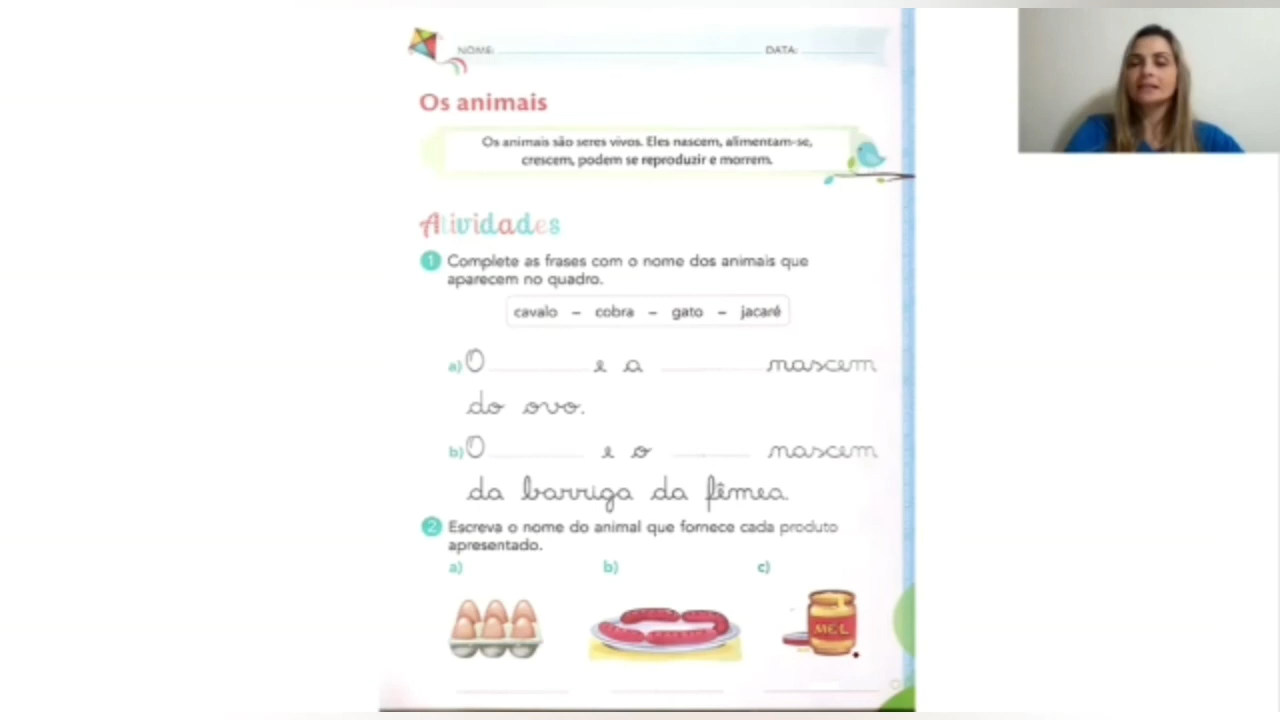 NOME: DATA:
Os animais
Os animais são seres vivos. Eles nascem, alimentam-se,
crescem, podem se reproduzir e morrem.
Atividades
1 Complete as frases com o nome dos animais que
aparecem no quadro.
cavalo – cobra – gato – jacaré
a) O e a nascem
do ovo.
b) O e o nascem
da barriga da fêmea.
2 Escreva o nome do animal que fornece cada produto
apresentado.
a) b) c)
MEL